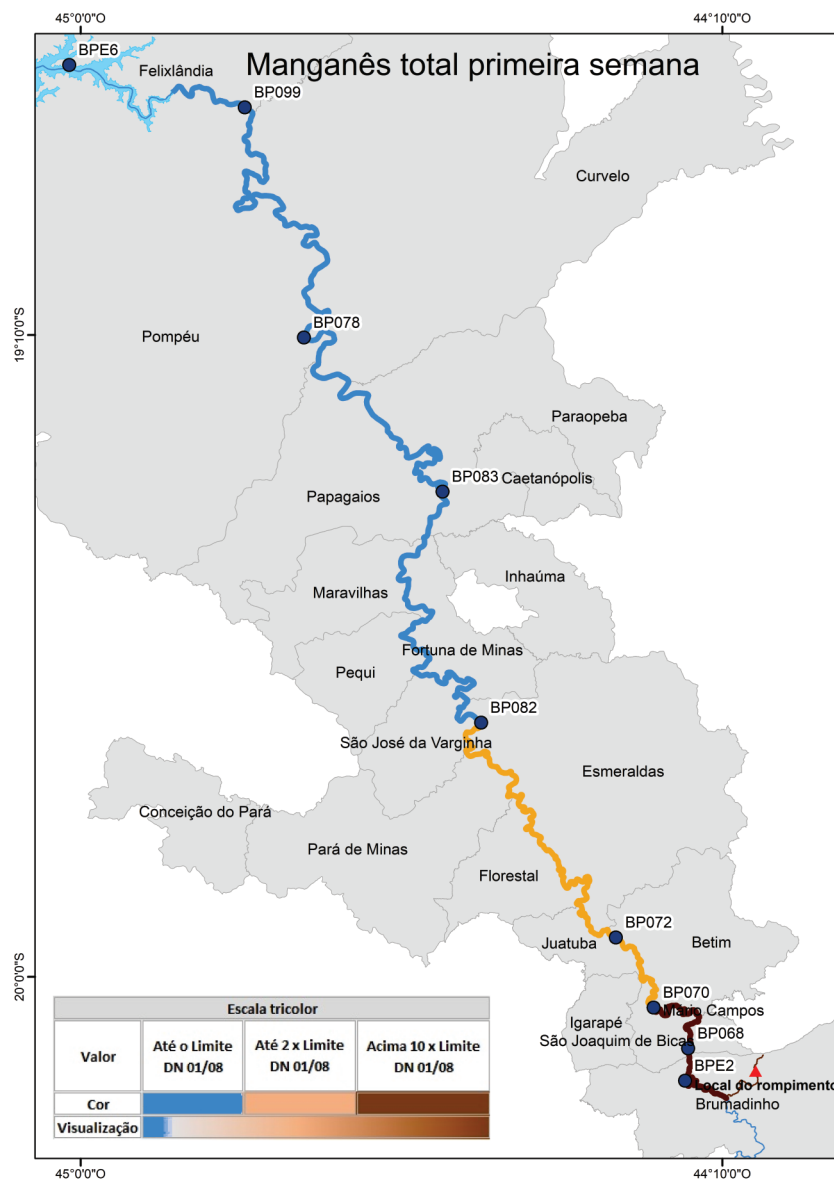 45°0'0"O
44°10'0"O
BPE6
Felixlândia
Manganês total primeira semana
BP099
Curvelo
19°10'0"S
Pompéu
BP078
Paraopeba
BP083
Caetanópolis
Papagaios
Inhaúma
Maravilhas
Fortuna de Minas
Pequi
BP082
São José da Varginha
Esmeraldas
Conceição do Pará
Pará de Minas
Florestal
BP072
Juatuba
Betim
20°0'0"S
BP070
Mário Campos
Igarapé
São Joaquim de Bicas
BP068
BPE2
Local do rompimento
Brumadinho
Escala tricolor
Valor
Até o Limite
DN 01/08
Até 2 x Limite
DN 01/08
Acima 10 x Limite
DN 01/08
Cor
Visualização
45°0'0"O
44°10'0"O